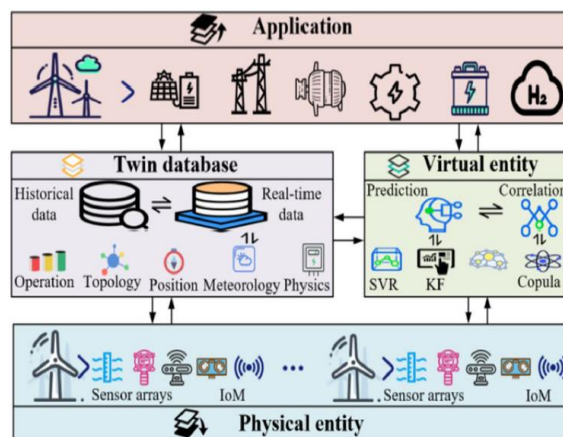 Application
H2
Twin database
Historical data
Real-time data
Operation Topology Position Meteorology Physics
Virtual entity
Prediction Correlation
SVR KF Copula
Sensor arrays IoM ... Sensor arrays IoM
Physical entity